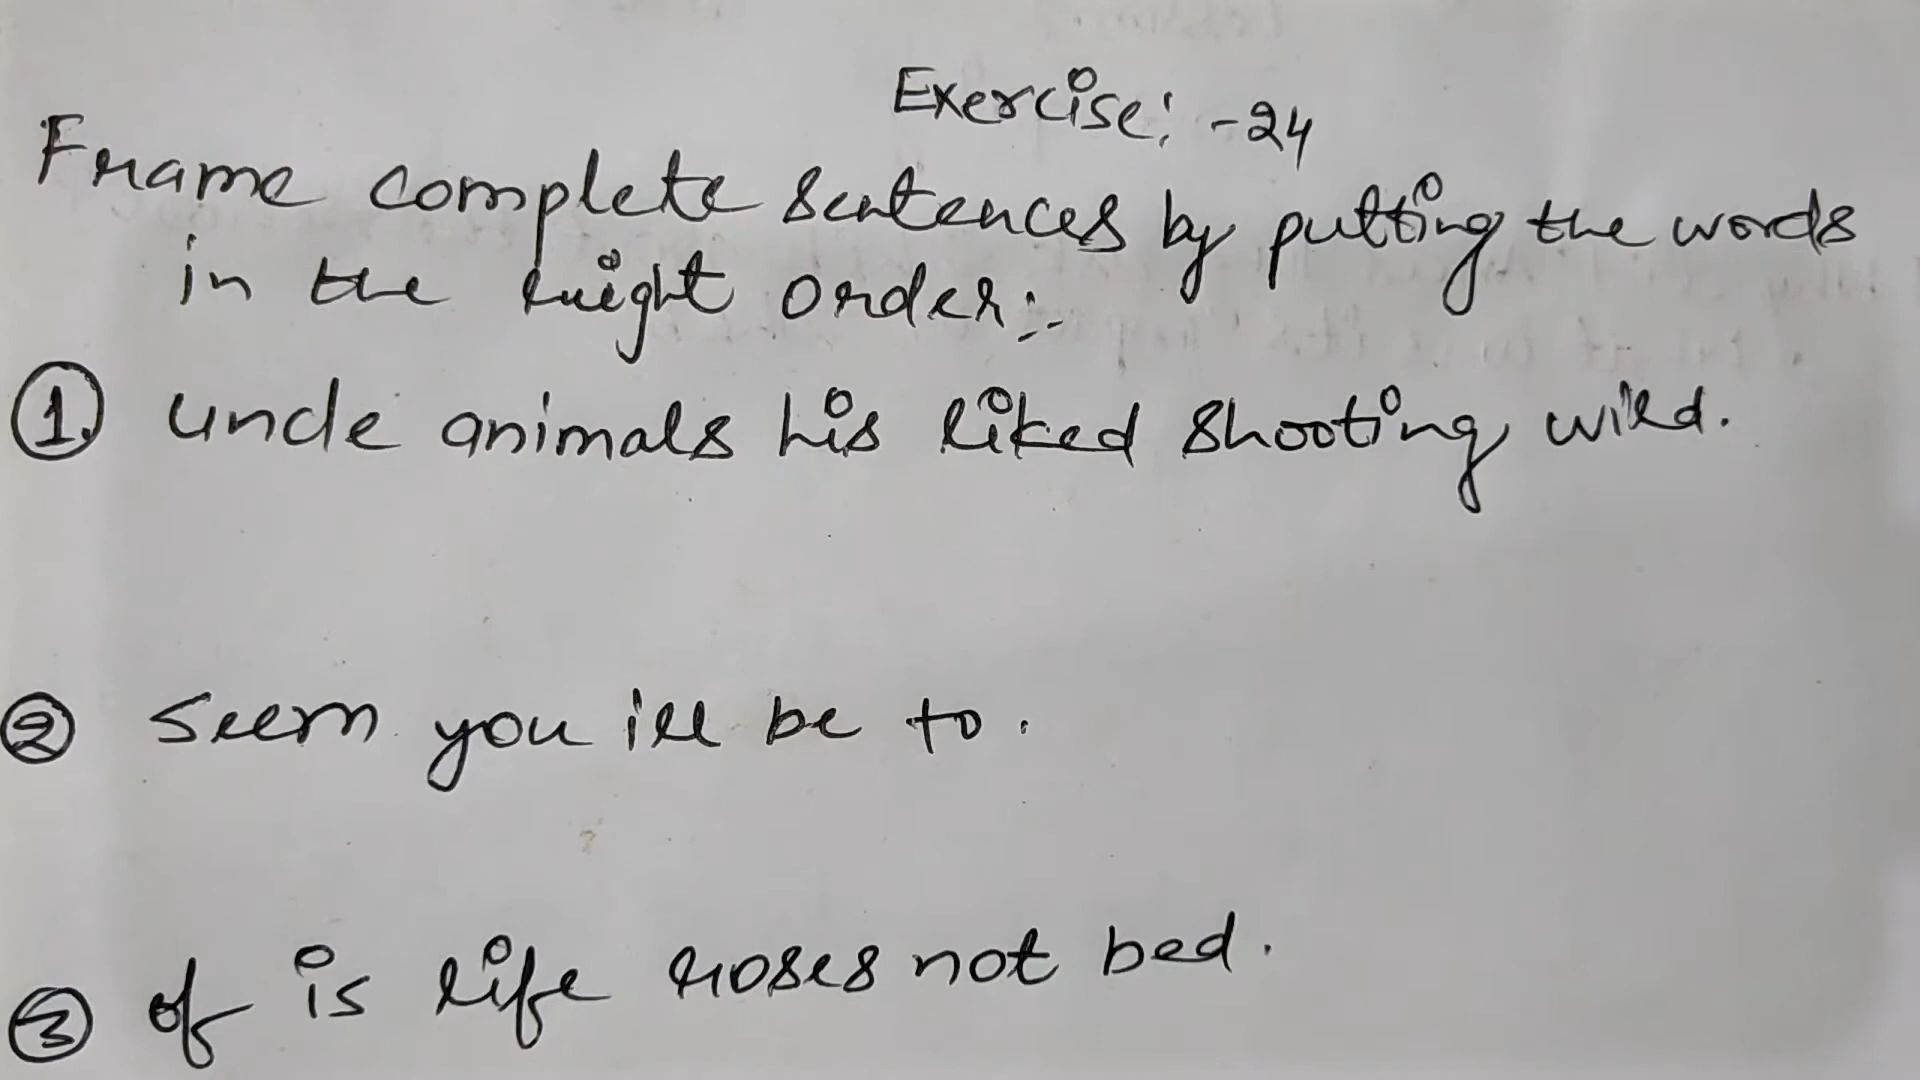 Exercise: -24
Frame complete sentences by putting the words
in the right order:-
1. uncle animals his liked shooting wild.
2 Seem you ill be to.
3 of is life roses not bed.